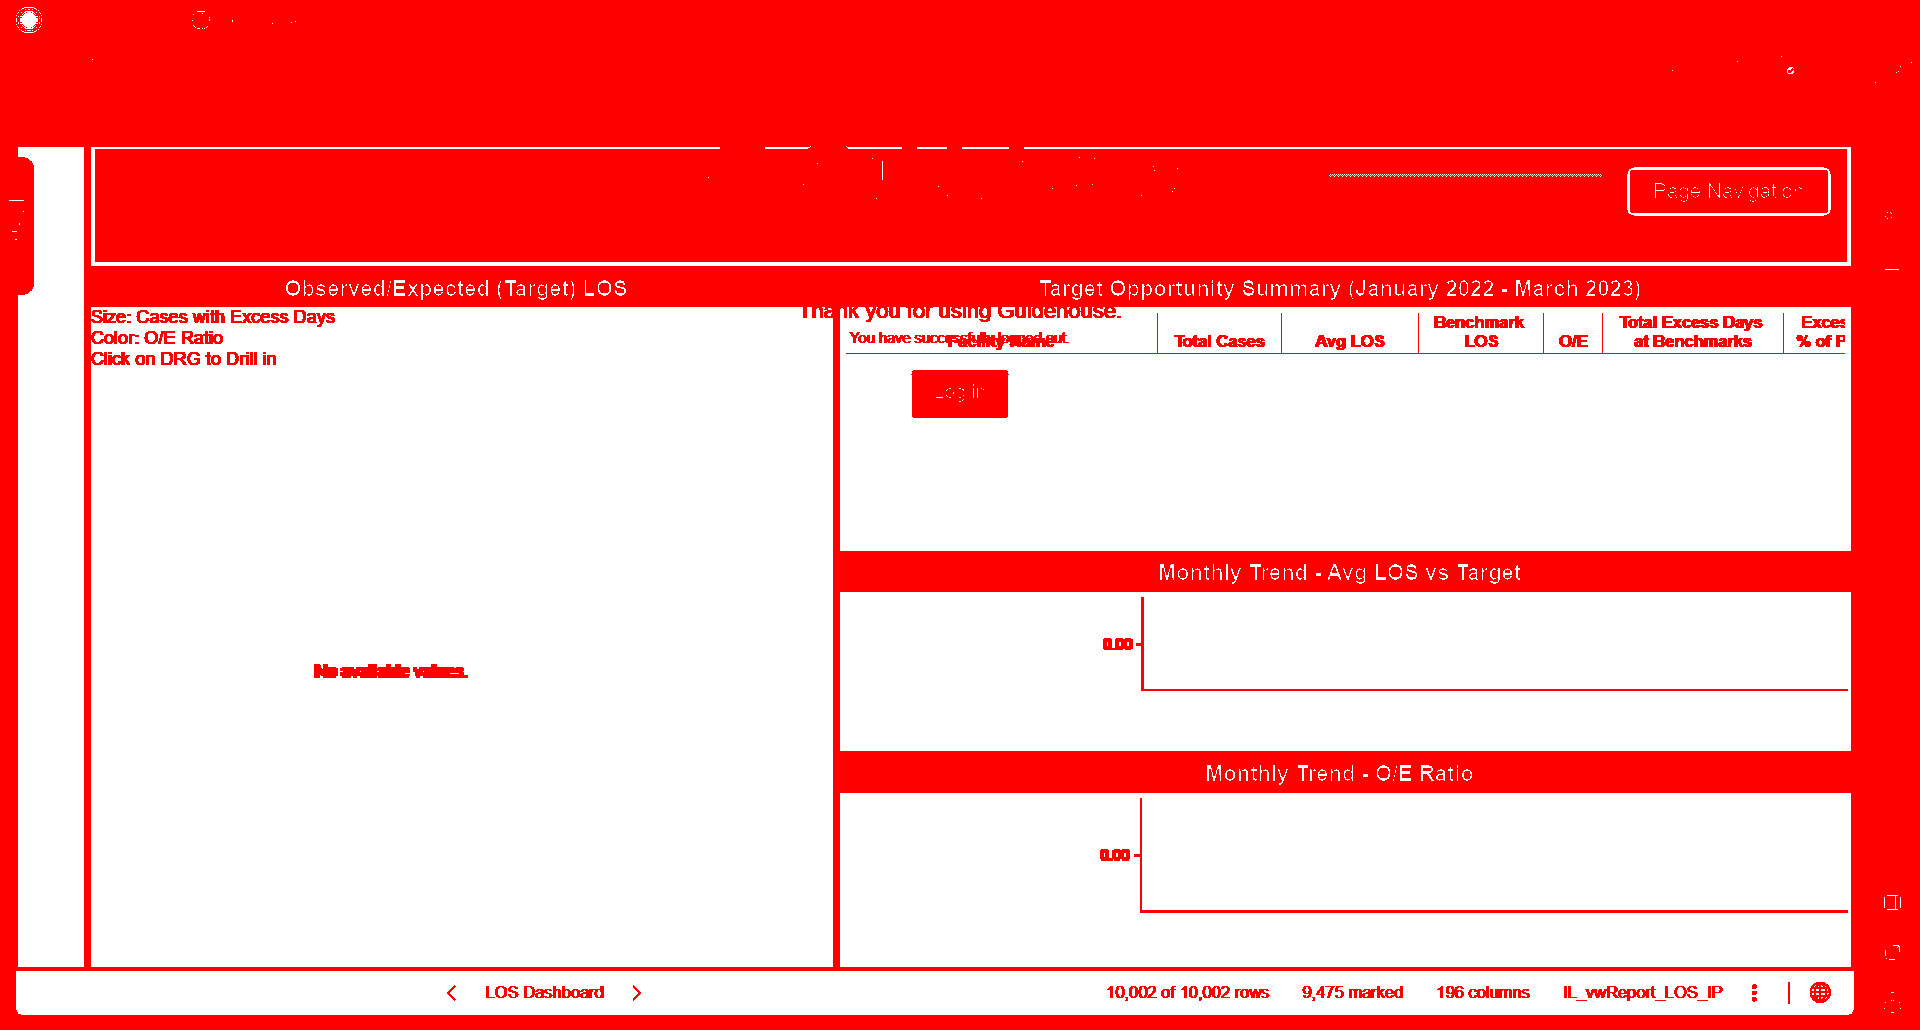 Page Navigation
Observed/Expected (Target) LOS
Target Opportunity Summary (January 2022 - March 2023)
Size: Cases with Excess Days
Color: O/E Ratio
Click on DRG to Drill in
Thank you for using Guidehouse.
You have successfully logged out.
Facility Name
Total Cases
Avg LOS
Benchmark
LOS
O/E
Total Excess Days
at Benchmarks
% of
Log in
Monthly Trend - Avg LOS vs Target
0.00
No available values.
Monthly Trend - O/E Ratio
0.00
LOS Dashboard
10,002 of 10,002 rows
9,475 marked
196 columns
IL_vwReport_LOS_IP